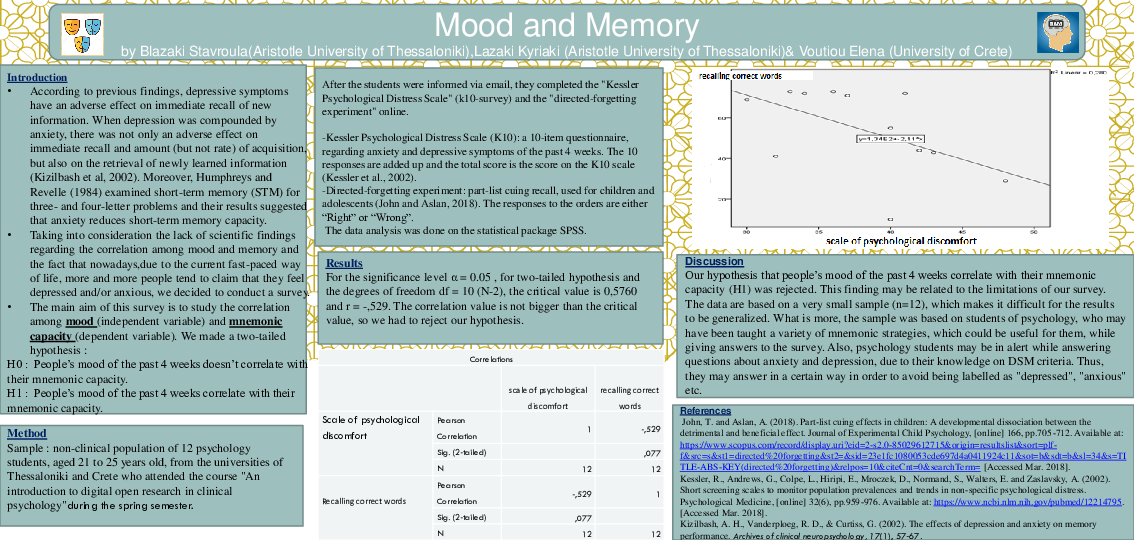 Mood and Memory
by Blazaki Stavroula(Aristotle University of Thessaloniki),Lazaki Kyriaki (Aristotle University of Thessaloniki)& Voutiou Elena (University of Crete)
Introduction
• According to previous findings, depressive symptoms
have an adverse effect on immediate recall of new
information. When depression was compounded by
anxiety, there was not only an adverse effect on
immediate recall and amount (but not rate) of acquisition,
but also on the retrieval of newly learned information
(Kizilbash et al, 2002). Moreover, Humphreys and
Revelle (1984) examined short-term memory (STM) for
three- and four-letter problems and their results suggested
that anxiety reduces short-term memory capacity.
• Taking into consideration the lack of scientific findings
regarding the correlation among mood and memory and
the fact that nowadays,due to the current fast-paced way
of life, more and more people tend to claim that they feel
depressed and/or anxious, we decided to conduct a survey.
• The main aim of this survey is to study the correlation
among mood (independent variable) and mnemonic
capacity (dependent variable). We made a two-tailed
hypothesis :
H0 : People's mood of the past 4 weeks doesn't correlate with
their mnemonic capacity.
H1 : People's mood of the past 4 weeks correlate with their
mnemonic capacity.
Method
Sample : non-clinical population of 12 psychology
students, aged 21 to 25 years old, from the universities of
Thessaloniki and Crete who attended the course "An
introduction to digital open research in clinical
psychology" during the spring semester.
After the students were informed via email, they completed the "Kessler
Psychological Distress Scale" (k10-survey) and the "directed-forgetting
experiment" online.
-Kessler Psychological Distress Scale (K10): a 10-item questionnaire,
regarding anxiety and depressive symptoms of the past 4 weeks. The 10
responses are added up and the total score is the score on the K10 scale
(Kessler et al., 2002).
-Directed-forgetting experiment: part-list cuing recall, used for children and
adolescents (John and Aslan, 2018). The responses to the orders are either
"Right" or "Wrong".
The data analysis was done on the statistical package SPSS.
Results
For the significance level α = 0.05 , for two-tailed hypothesis and
the degrees of freedom df = 10 (N-2), the critical value is 0,5760
and r = -,529. The correlation value is not bigger than the critical
value, so we had to reject our hypothesis.
Correlations
scale of psychological discomfort recalling correct words
Scale of psychological discomfort Pearson Correlation 1 -,529
Sig. (2-tailed) ,077
N 12 12
Recalling correct words Pearson Correlation -,529 1
Sig. (2-tailed) ,077
N 12 12
recalling correct words
R² Linear = 0,280
60
40
20
30 35 40 45 50
scale of psychological discomfort
Discussion
Our hypothesis that people's mood of the past 4 weeks correlate with their mnemonic
capacity (H1) was rejected. This finding may be related to the limitations of our survey.
The data are based on a very small sample (n=12), which makes it difficult for the results
to be generalized. What is more, the sample was based on students of psychology, who may
have been taught a variety of mnemonic strategies, which could be useful for them, while
giving answers to the survey. Also, psychology students may be in alert while answering
questions about anxiety and depression, due to their knowledge on DSM criteria. Thus,
they may answer in a certain way in order to avoid being labelled as "depressed", "anxious"
etc.
References
John, T. and Aslan, A. (2018). Part-list cuing effects in children: A developmental dissociation between the
detrimental and beneficial effect. Journal of Experimental Child Psychology, [online] 166, pp.705-712. Available at:
https://www.scopus.com/record/display.uri?eid=2-s2.0-85029612715&origin=resultslist&sort=plf-
TLE-ABS-KEY(directed%20forgetting)&relpos=10&citeCnt=0&searchTerm= [Accessed Mar. 2018].
Kessler, R., Andrews, G., Colpe, L., Hiripi, E., Mroczek, D., Normand, S., Walters, E. and Zaslavsky, A. (2002).
Short screening scales to monitor population prevalences and trends in non-specific psychological distress.
Psychological Medicine, [online] 32(6), pp.959-976. Available at: https://www.ncbi.nlm.nih.gov/pubmed/12214795.
[Accessed Mar. 2018].
Kizilbash, A. H., Vanderploeg, R. D., & Curtiss, G. (2002). The effects of depression and anxiety on memory
performance. Archives of clinical neuropsychology, 17(1), 57-67.